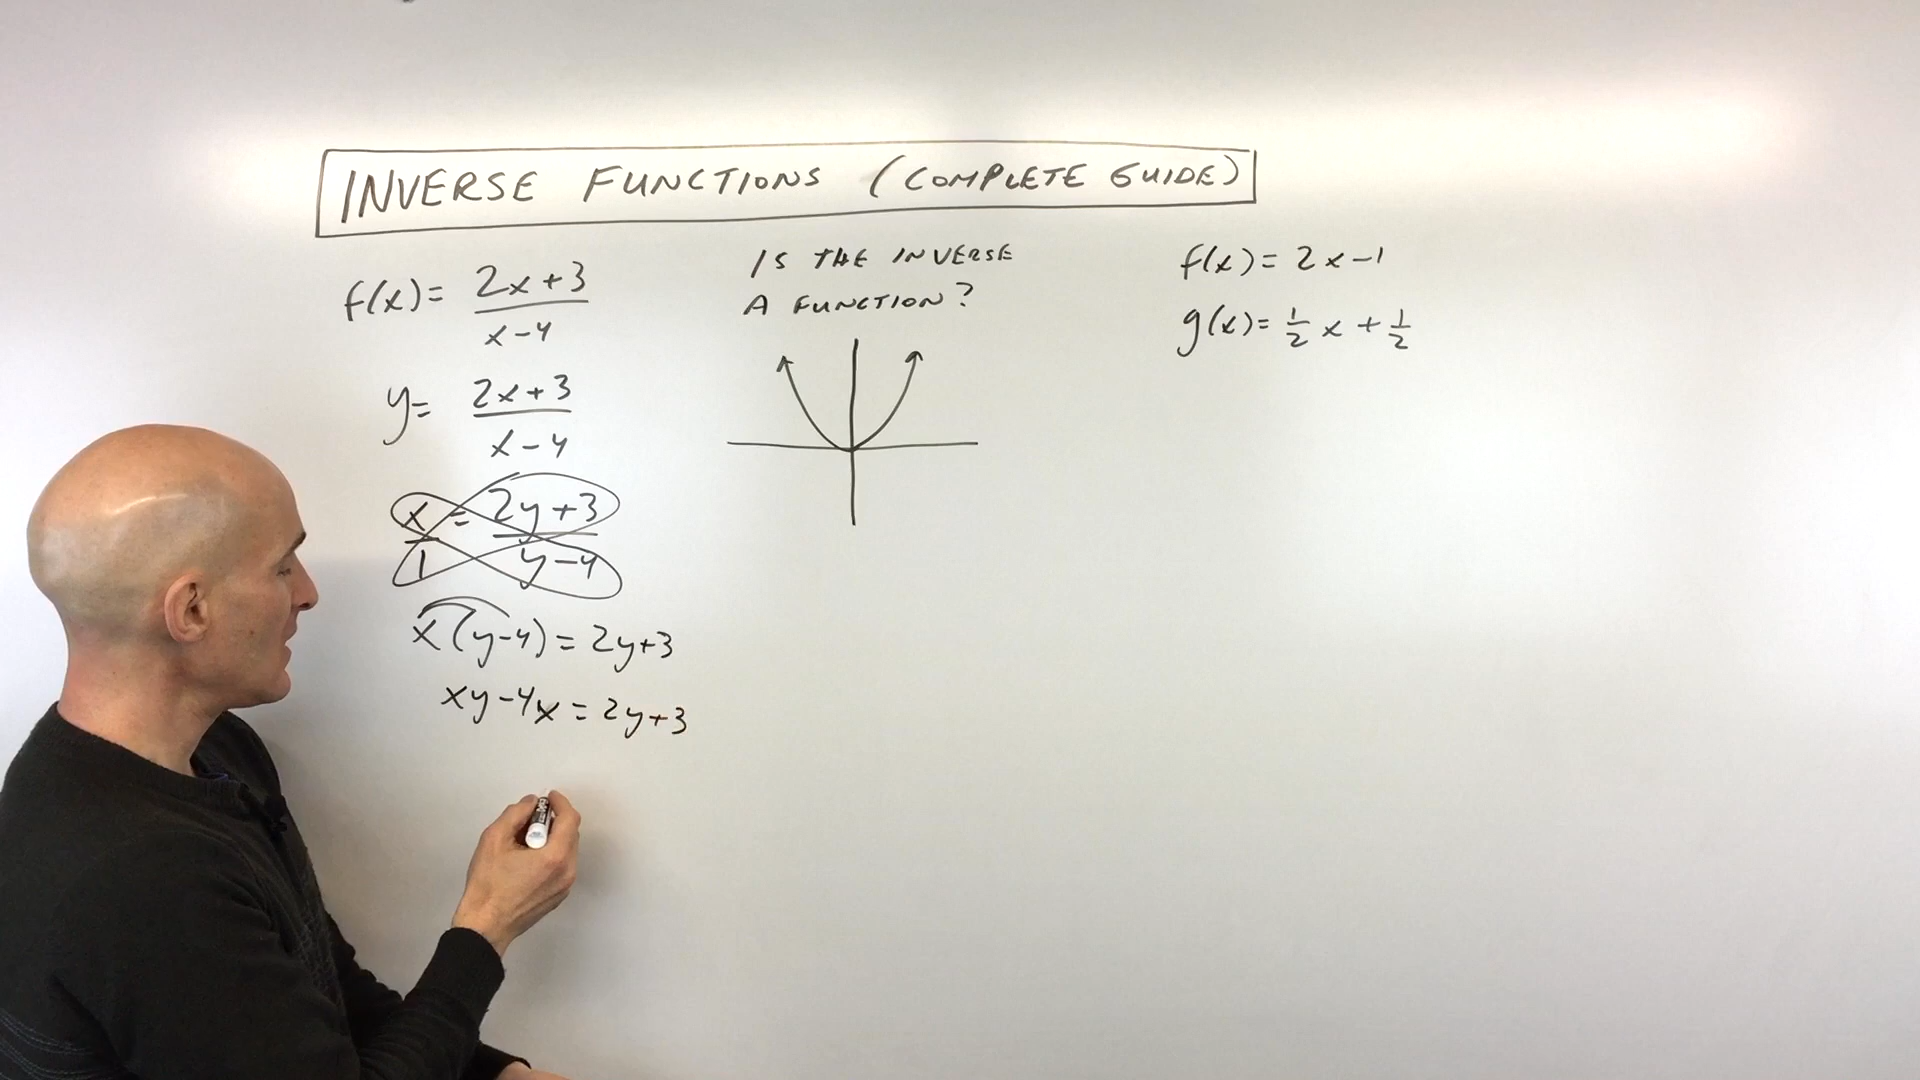 INVERSE FUNCTIONS (COMPLETE GUIDE)
f(x) = (2x+3)/(x-4)
y = (2x+3)/(x-4)
x/1 = (2y+3)/(y-4)
x(y-4) = 2y+3
xy-4x = 2y+3
IS THE INVERSE
A FUNCTION?
f(x) = 2x-1
g(x) = 1/2 x + 1/2